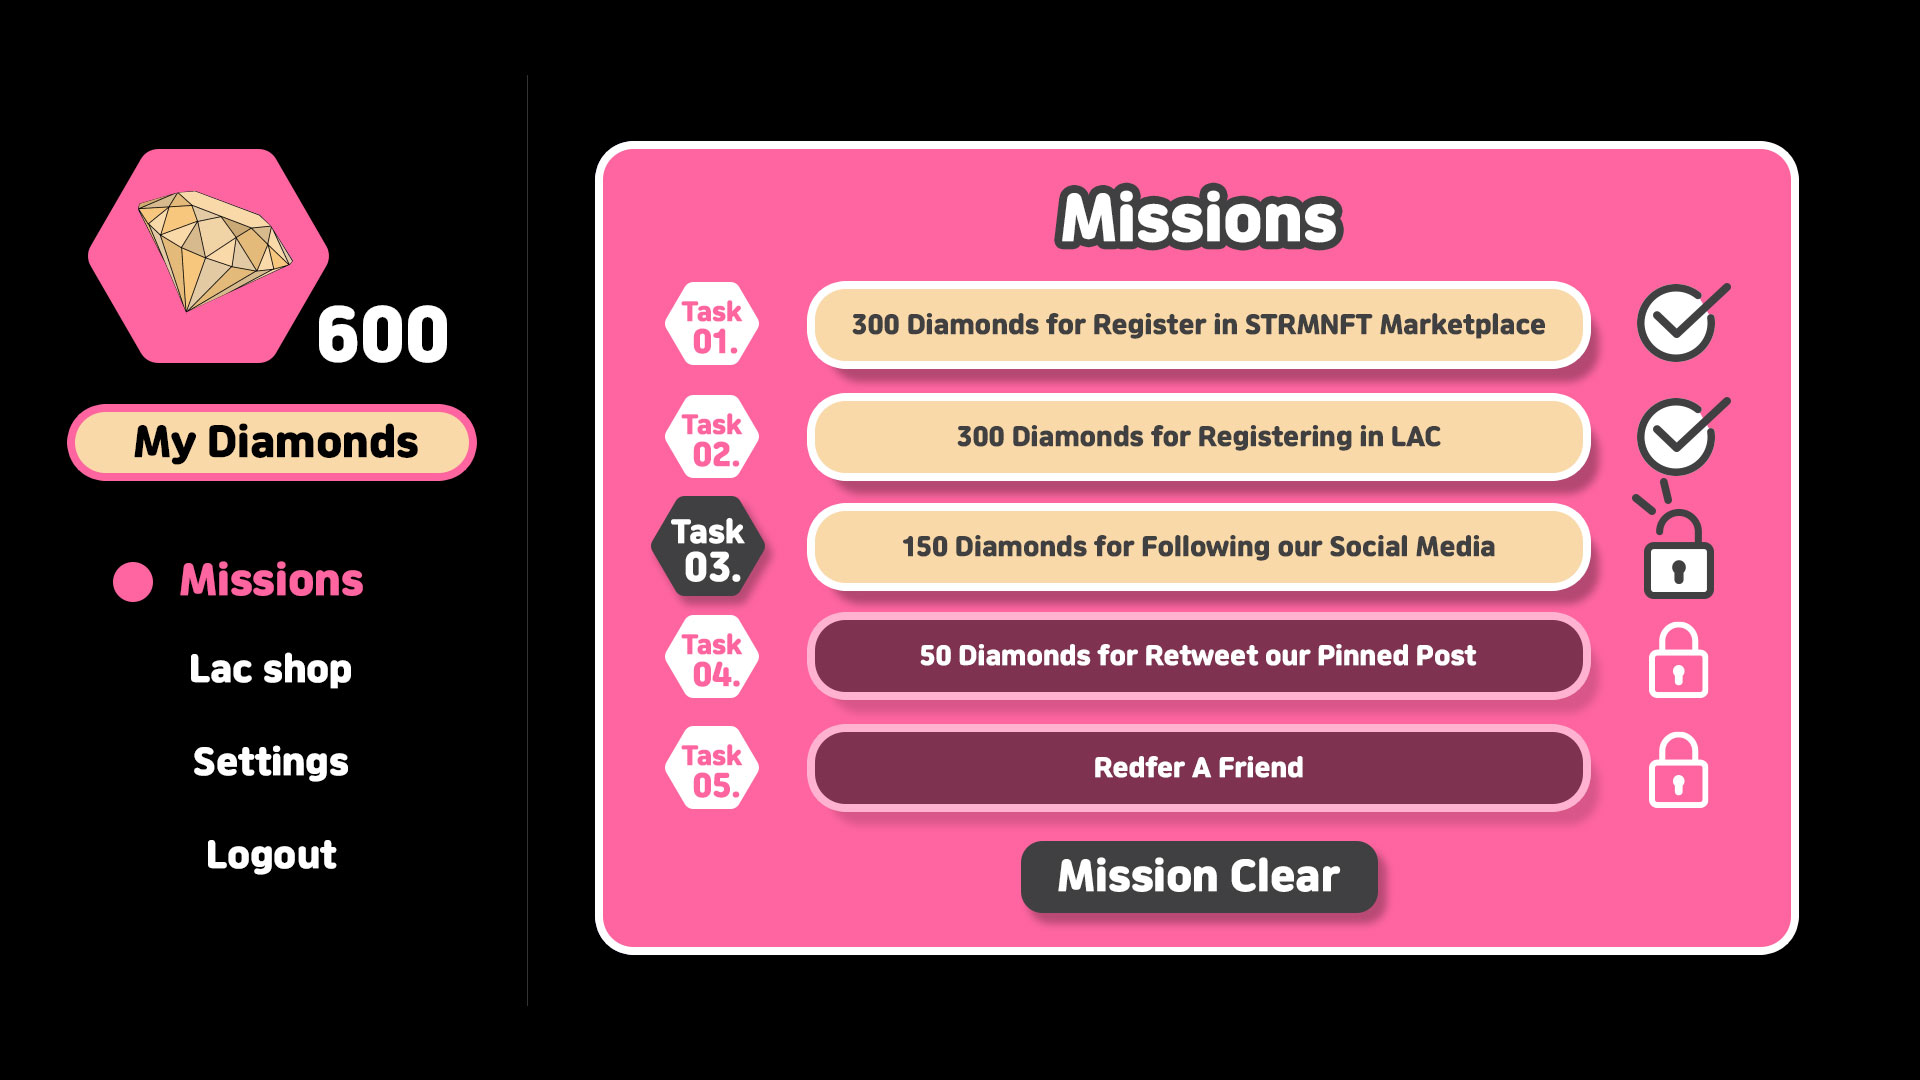 600
My Diamonds
Missions
Lac shop
Settings
Logout
Missions
Task
01.
300 Diamonds for Register in STRMNFT Marketplace
Task
02.
300 Diamonds for Registering in LAC
Task
03.
150 Diamonds for Following our Social Media
Task
04.
50 Diamonds for Retweet our Pinned Post
Task
05.
Redfer A Friend
Mission Clear